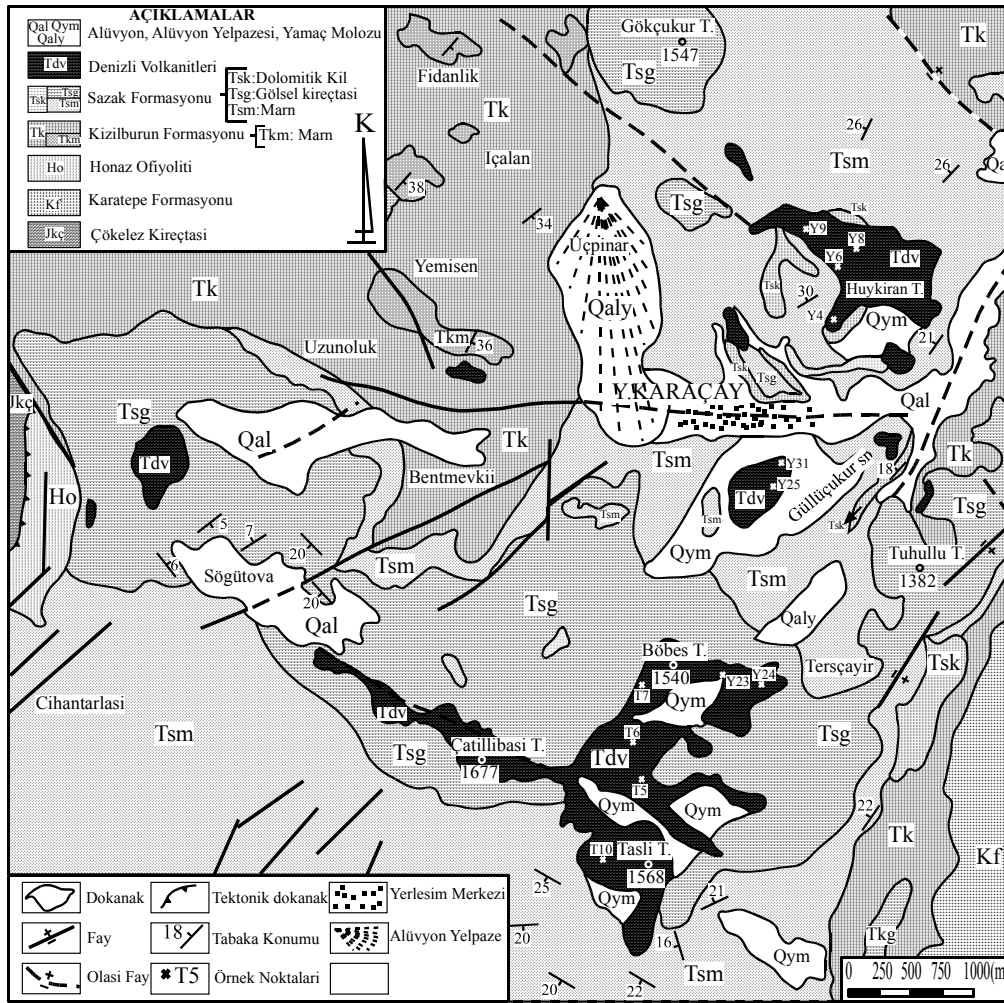 AÇIKLAMALAR
Qal Qym
Qaly
Alüvyon, Alüvyon Yelpazesi, Yamaç Molozu
Tdv
Denizli Volkanitleri
Tsk
Tsg
Tsm
Sazak Formasyonu
Tsk:Dolomitik Kil
Tsg:Gölsel kireçtasi
Tsm:Marn
Tk
Tkm
Kizilburun Formasyonu
Tkm: Marn
Ho
Honaz Ofiyoliti
Kf
Karatepe Formasyonu
Jkç
Çökelez Kireçtasi
K
Fidanlik
Gökçukur T.
1547
Tsg
Tk
Tk
Içalan
26
Tsm
26
Qa
38
34
Tsg
Tsk
Y9
Y8
Y6
Tdv
Üçpinar
Yemisen
Tsk
30
Huykiran T.
Tk
Qaly
Y4
Qym
Tkm
36
21
Uzunoluk
Tsk
Tsg
Jkç
Tsg
Y.KARAÇAY
Qal
Qal
Tk
Tsm
Tk
Tdv
Bentmevkii
Y31
Y25
Tdv
Güllüçukur sn
18
Ho
Tsg
Tsm
Tsm
Tsk
5
7
20
6
Tsm
Qym
Tuhullu T.
1382
Sögütova
Tsm
20
Tsg
Qal
Qaly
Böbes T.
1540
Tersçayir
Tsk
Y23
Y24
T7
Qym
Cihantarlasi
Tdv
T6
Tsm
Tsg
Çatillibasi T.
1677
Tdv
Tsg
T5
Qym
Qym
22
Tk
Kf
T10
Tasli T.
1568
25
Qym
21
Tkg
20
16
Tsm
Qym
20
22
Dokanak
Tektonik dokanak
Yerlesim Merkezi
Fay
18
Tabaka Konumu
Alüvyon Yelpaze
Olasi Fay
T5
Örnek Noktalari
0 250 500 750 1000(m